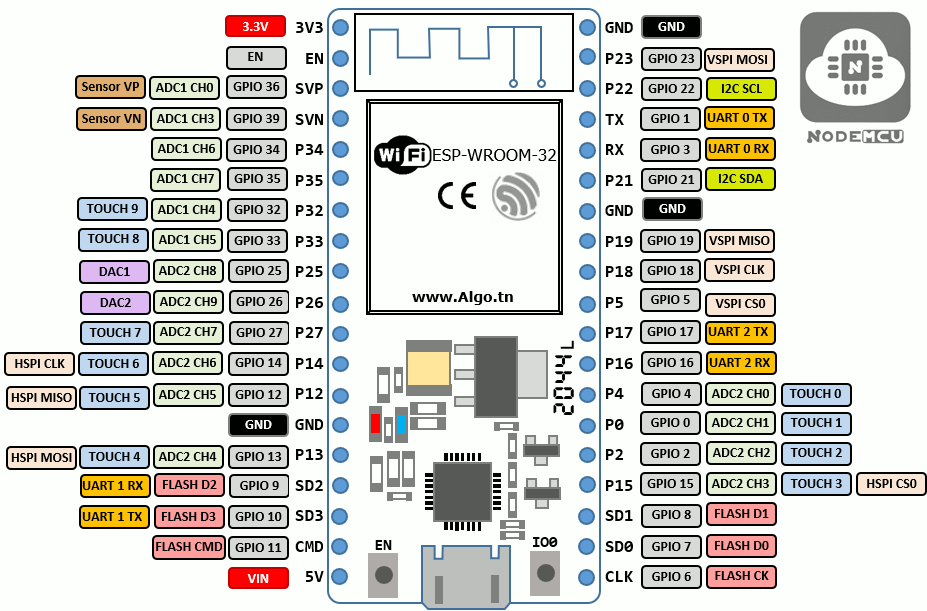 3.3V 3V3 GND GND
EN EN P23 GPIO 23 VSPI MOSI
Sensor VP ADC1 CH0 GPIO 36 SVP P22 GPIO 22 I2C SCL
Sensor VN ADC1 CH3 GPIO 39 SVN TX GPIO 1 UART 0 TX
N
NODEMCU
ADC1 CH6 GPIO 34 P34 WiFi ESP-WROOM-32 RX GPIO 3 UART 0 RX
ADC1 CH7 GPIO 35 P35 CE P21 GPIO 21 I2C SDA
TOUCH 9 ADC1 CH4 GPIO 32 P32 GND GND
TOUCH 8 ADC1 CH5 GPIO 33 P33 P19 GPIO 19 VSPI MISO
DAC1 ADC2 CH8 GPIO 25 P25 P18 GPIO 18 VSPI CLK
DAC2 ADC2 CH9 GPIO 26 P26 www.Algo.tn P5 GPIO 5 VSPI CS0
TOUCH 7 ADC2 CH7 GPIO 27 P27 P17 GPIO 17 UART 2 TX
HSPI CLK TOUCH 6 ADC2 CH6 GPIO 14 P14 P16 GPIO 16 UART 2 RX
HSPI MISO TOUCH 5 ADC2 CH5 GPIO 12 P12 2044L P4 GPIO 4 ADC2 CH0 TOUCH 0
GND GND P0 GPIO 0 ADC2 CH1 TOUCH 1
HSPI MOSI TOUCH 4 ADC2 CH4 GPIO 13 P13 P2 GPIO 2 ADC2 CH2 TOUCH 2
UART 1 RX FLASH D2 GPIO 9 SD2 P15 GPIO 15 ADC2 CH3 TOUCH 3 HSPI CS0
UART 1 TX FLASH D3 GPIO 10 SD3 SD1 GPIO 8 FLASH D1
FLASH CMD GPIO 11 CMD EN IO0 SD0 GPIO 7 FLASH D0
VIN 5V CLK GPIO 6 FLASH CK